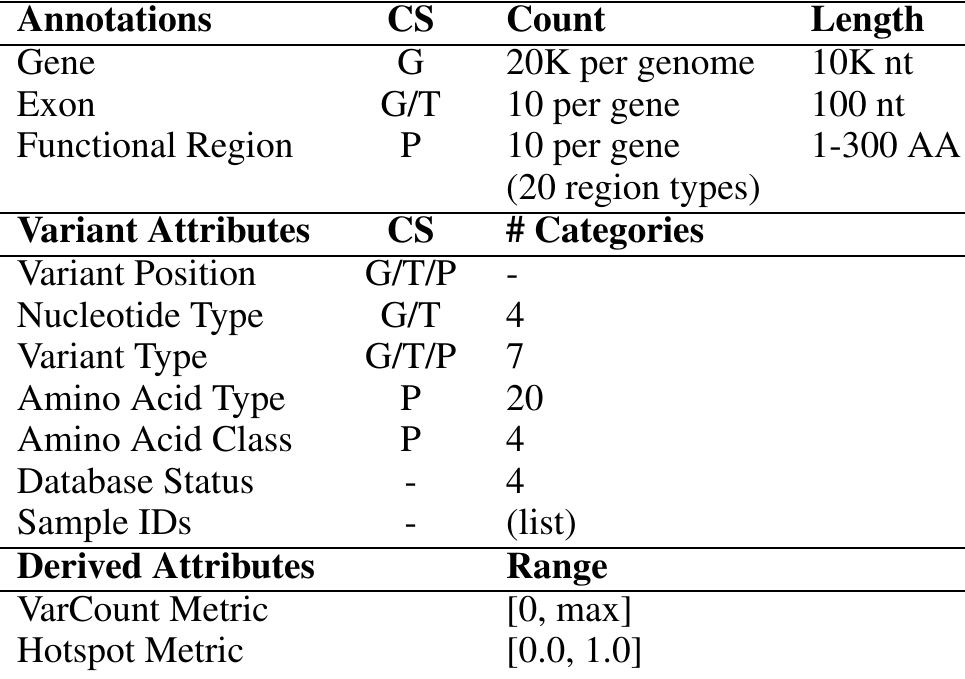 Annotations CS Count Length
Gene G 20K per genome 10K nt
Exon G/T 10 per gene 100 nt
Functional Region P 10 per gene 1-300 AA
(20 region types)
Variant Attributes CS # Categories
Variant Position G/T/P -
Nucleotide Type G/T 4
Variant Type G/T/P 7
Amino Acid Type P 20
Amino Acid Class P 4
Database Status - 4
Sample IDs - (list)
Derived Attributes Range
VarCount Metric [0, max]
Hotspot Metric [0.0, 1.0]